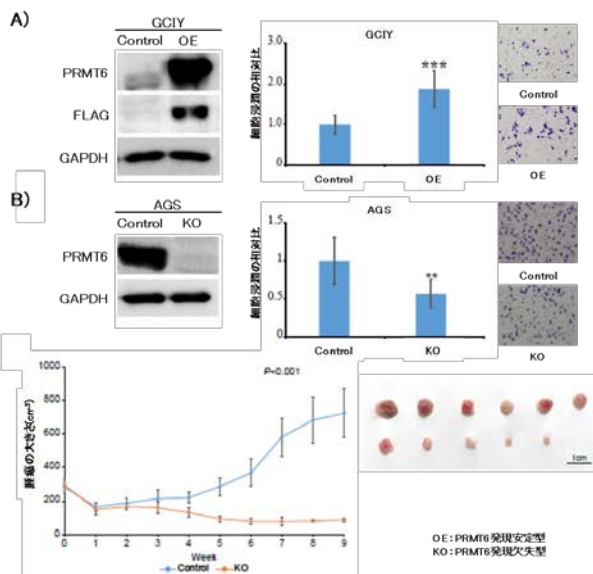 A)
GCIY
Control OE
PRMT6
FLAG
GAPDH
GCIY
細胞浸潤の相対比
3.0
2.0
1.0
0
***
Control OE
Control
OE
B)
AGS
Control KO
PRMT6
GAPDH
AGS
細胞浸潤の相対比
1.5
1
0.5
0
**
Control KO
Control
KO
腫瘍の大きさ(cm³)
1000
800
600
400
200
0
P=0.001
0 1 2 3 4 5 6 7 8 9
Week
Control KO
1cm
OE:PRMT6発現安定型
KO:PRMT6発現欠失型